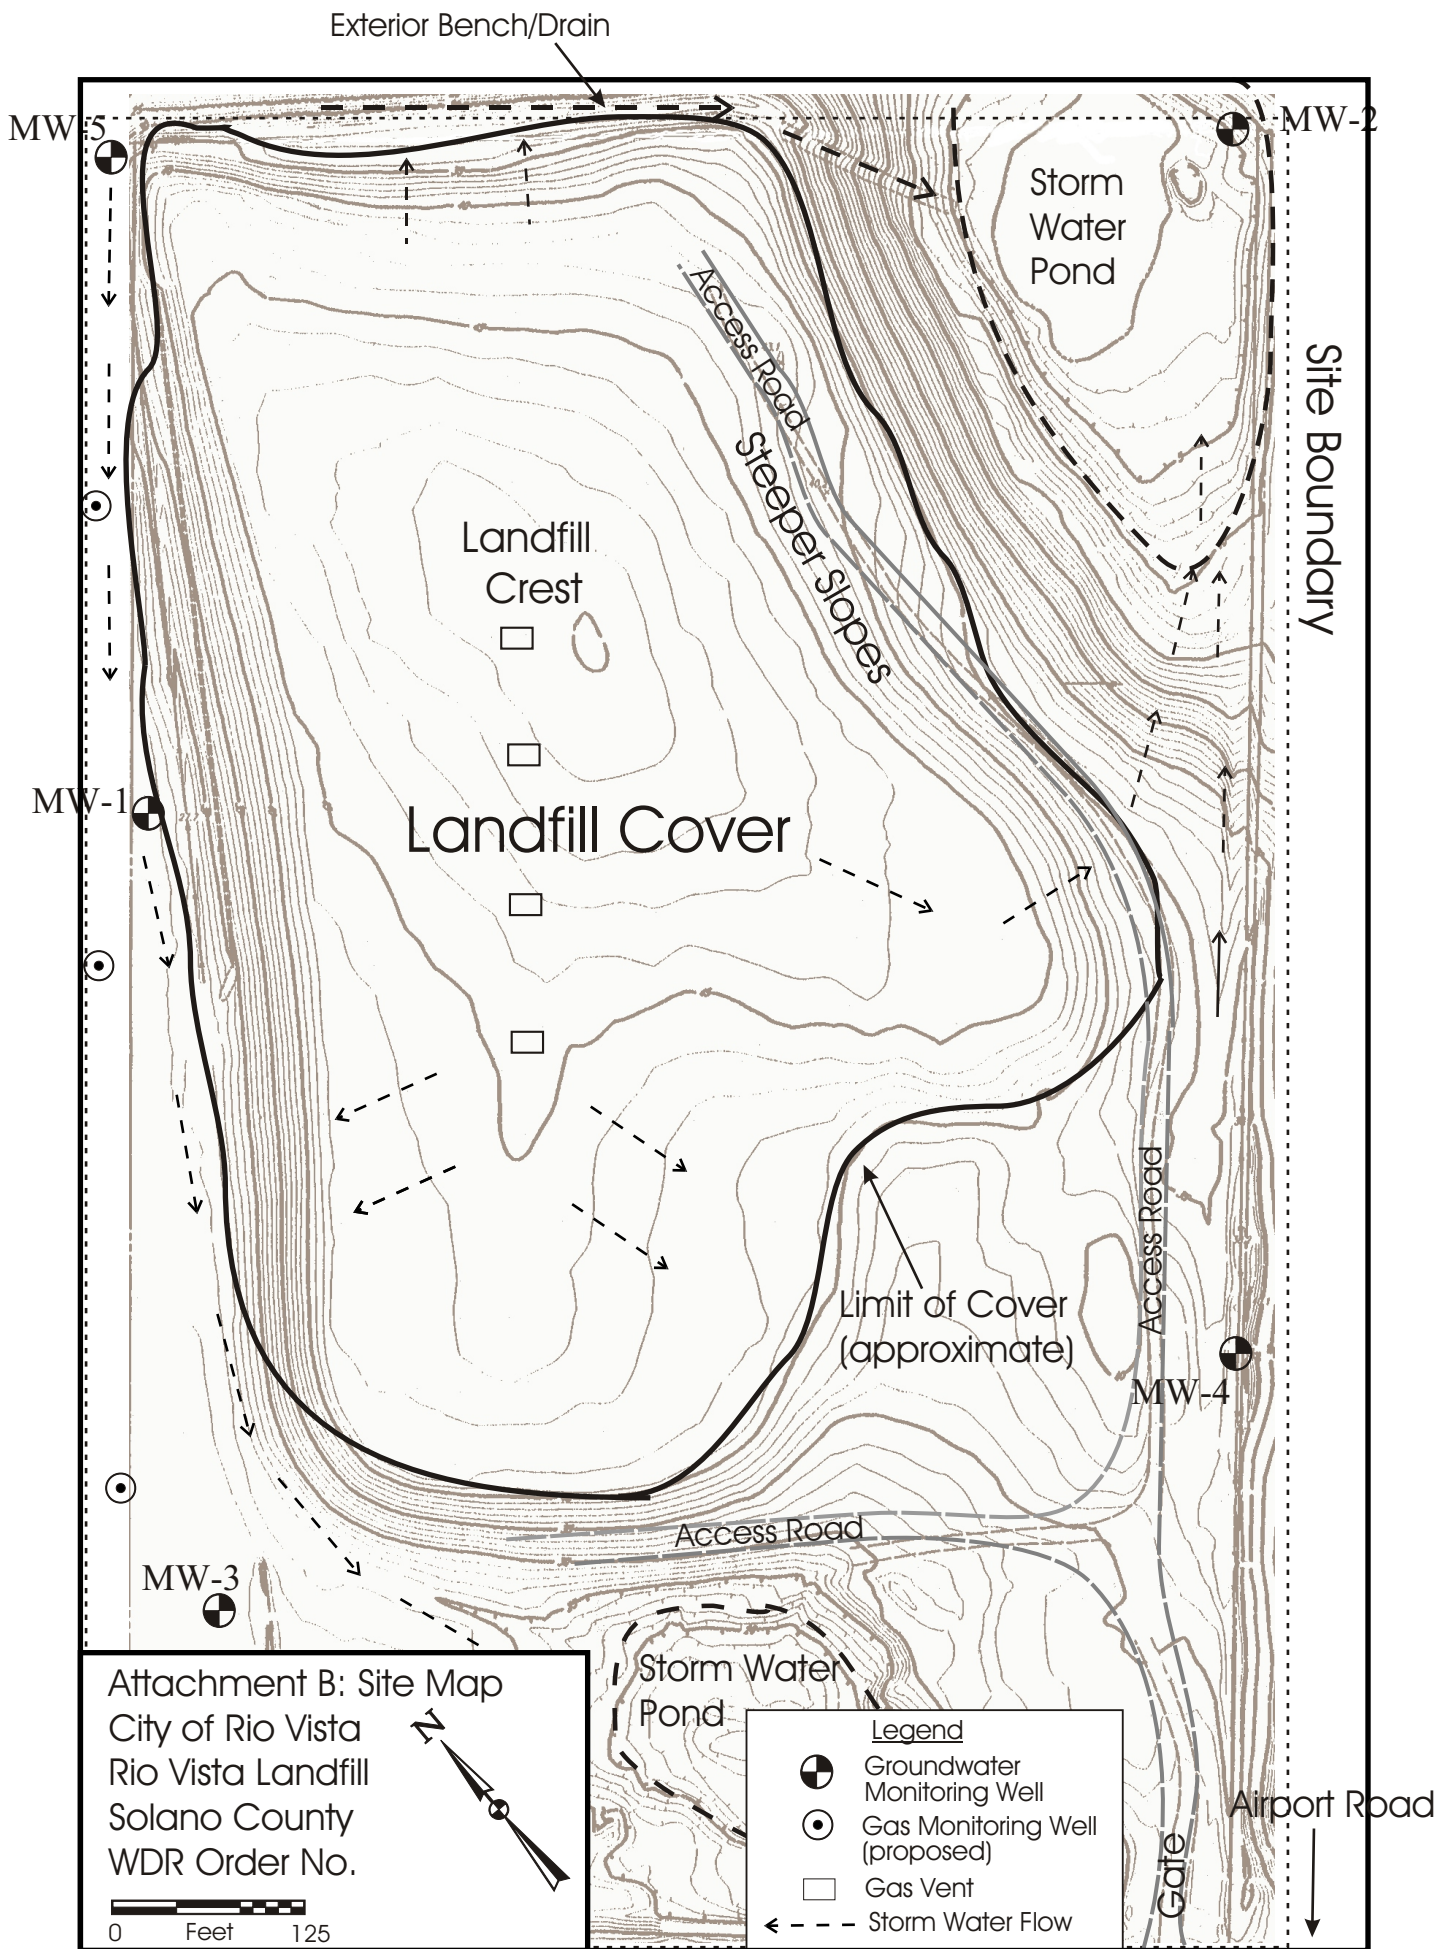 Exterior Bench/Drain
MW-5
MW-2
Storm
Water
Pond
Access Road
Site Boundary
Steeper Slopes
Landfill
Crest
MW-1
Landfill Cover
Access Road
Limit of Cover
(approximate)
MW-4
Access Road
MW-3
Storm Water
Pond
Attachment B: Site Map
City of Rio Vista
Rio Vista Landfill
Solano County
WDR Order No.
N
0 Feet 125
Legend
Groundwater
Monitoring Well
Gas Monitoring Well
(proposed)
Gas Vent
Storm Water Flow
Gate
Airport Road